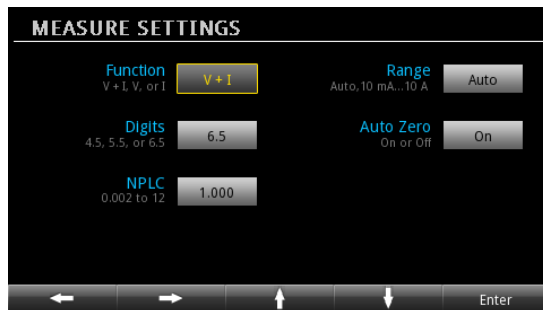 MEASURE SETTINGS
Function
V + I, V, or I
V + I
Range
Auto,10 mA...10 A
Auto
Digits
4.5, 5.5, or 6.5
6.5
Auto Zero
On or Off
On
NPLC
0.002 to 12
1.000
Enter